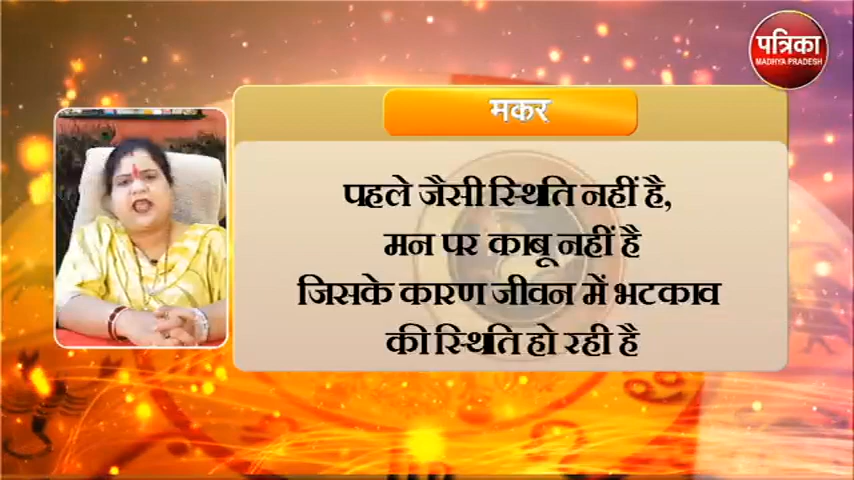 पत्रिका
MADHYA PRADESH
मकर
पहले जैसी स्थिति नहीं है,
मन पर काबू नहीं है
जिसके कारण जीवन में भटकाव
की स्थिति हो रही है